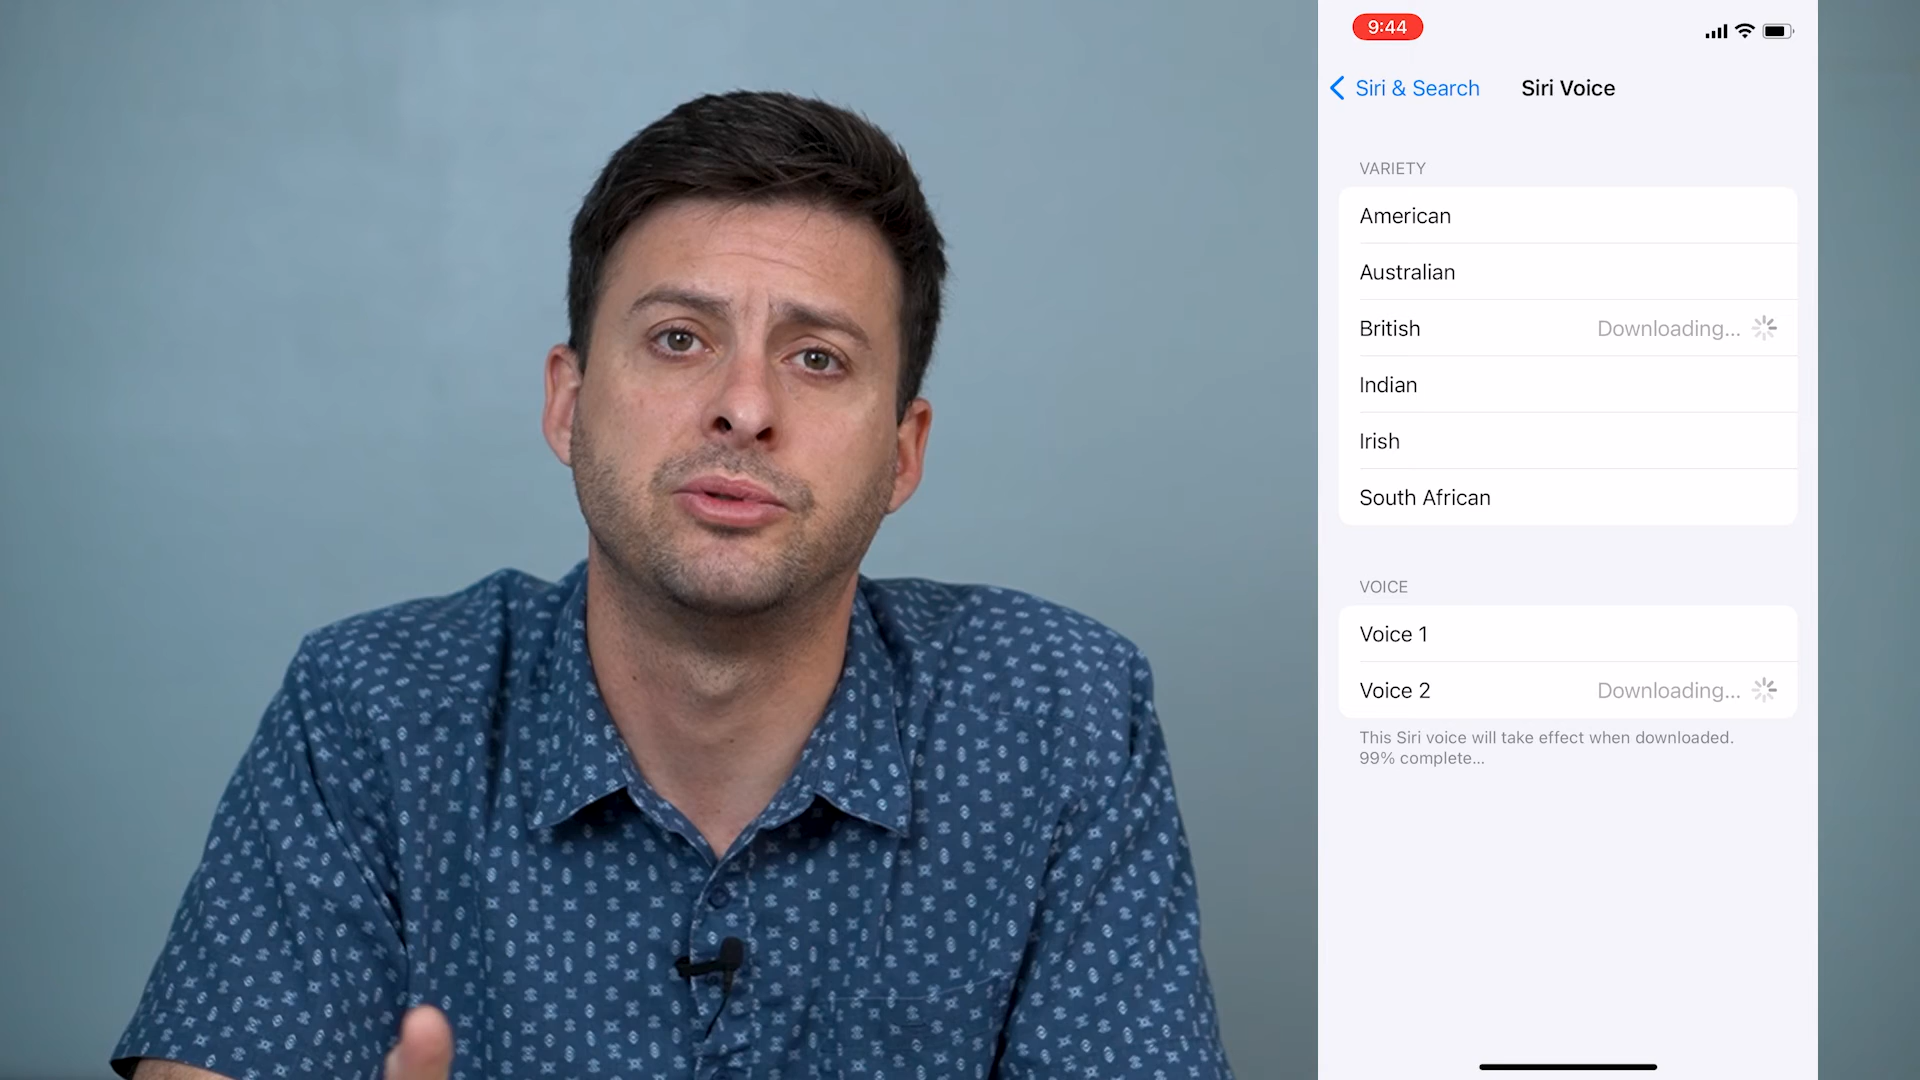 9:44
Siri & Search
Siri Voice
VARIETY
American
Australian
British Downloading...
Indian
Irish
South African
VOICE
Voice 1
Voice 2 Downloading...
This Siri voice will take effect when downloaded.
99% complete...